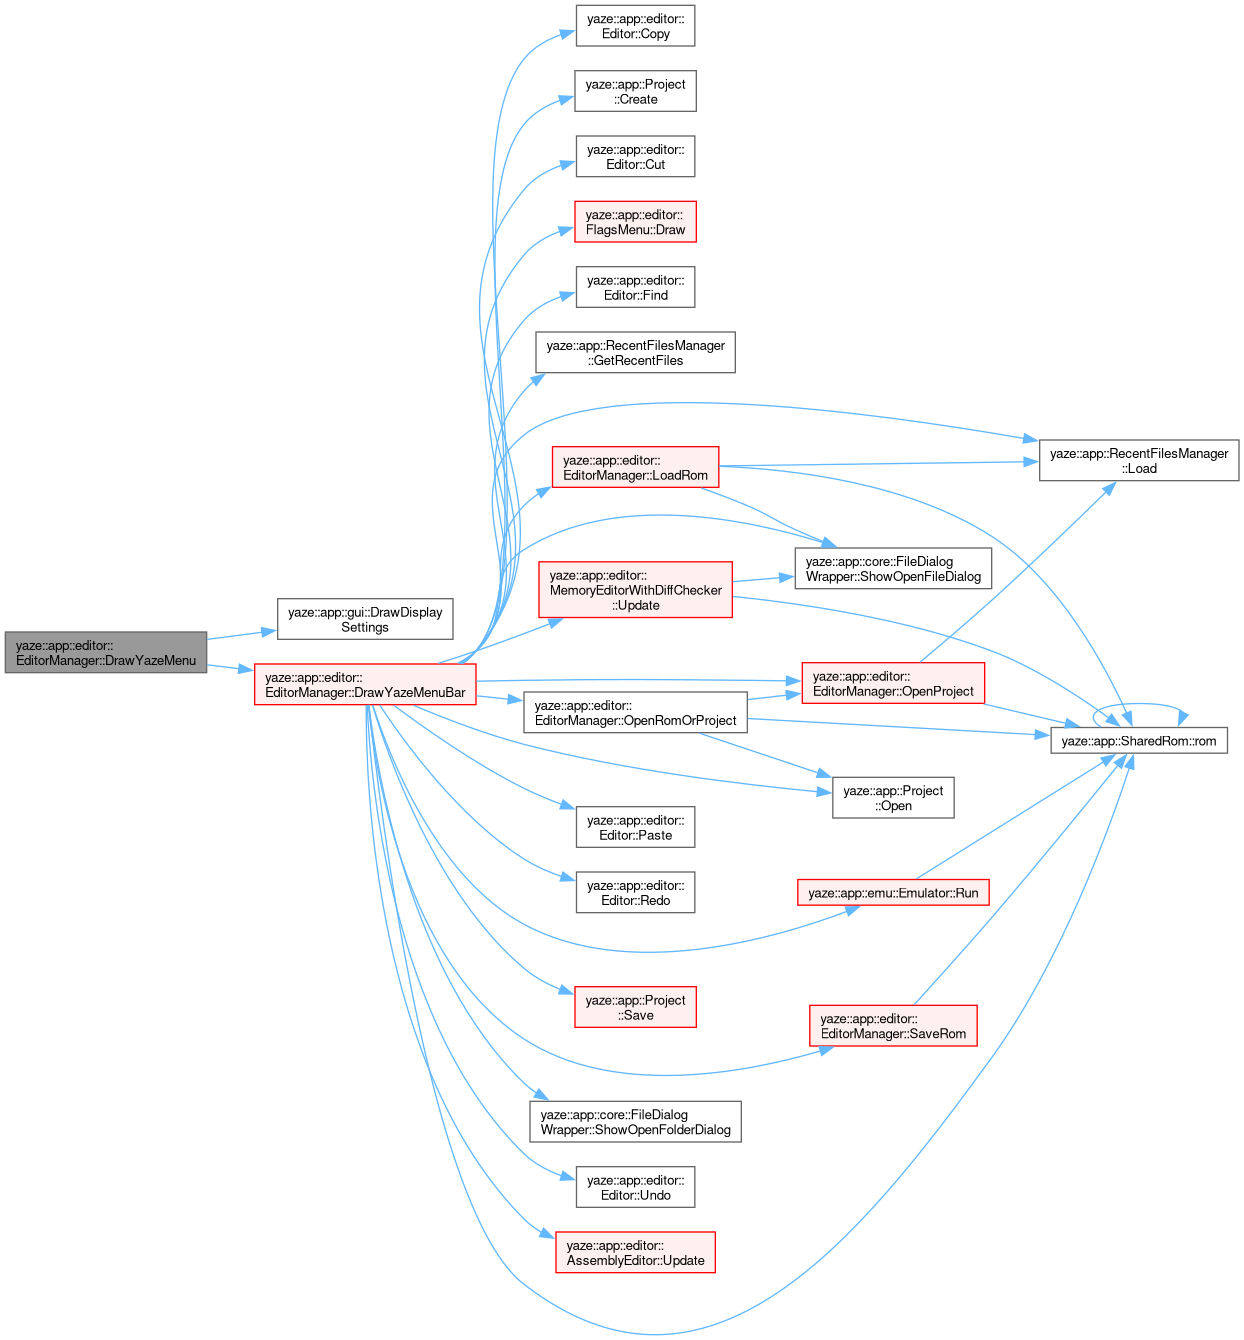 yaze::app::editor::
Editor::Copy
yaze::app::Project
::Create
yaze::app::editor::
Editor::Cut
yaze::app::editor::
FlagsMenu::Draw
yaze::app::editor::
Editor::Find
yaze::app::RecentFilesManager
::GetRecentFiles
yaze::app::RecentFilesManager
::Load
yaze::app::editor::
EditorManager::LoadRom
yaze::app::core::FileDialog
Wrapper::ShowOpenFileDialog
yaze::app::editor::
MemoryEditorWithDiffChecker
::Update
yaze::app::gui::DrawDisplay
Settings
yaze::app::editor::
EditorManager::DrawYazeMenu
yaze::app::editor::
EditorManager::DrawYazeMenuBar
yaze::app::editor::
EditorManager::OpenProject
yaze::app::editor::
EditorManager::OpenRomOrProject
yaze::app::SharedRom::rom
yaze::app::Project
::Open
yaze::app::editor::
Editor::Paste
yaze::app::editor::
Editor::Redo
yaze::app::emu::Emulator::Run
yaze::app::Project
::Save
yaze::app::editor::
EditorManager::SaveRom
yaze::app::core::FileDialog
Wrapper::ShowOpenFolderDialog
yaze::app::editor::
Editor::Undo
yaze::app::editor::
AssemblyEditor::Update